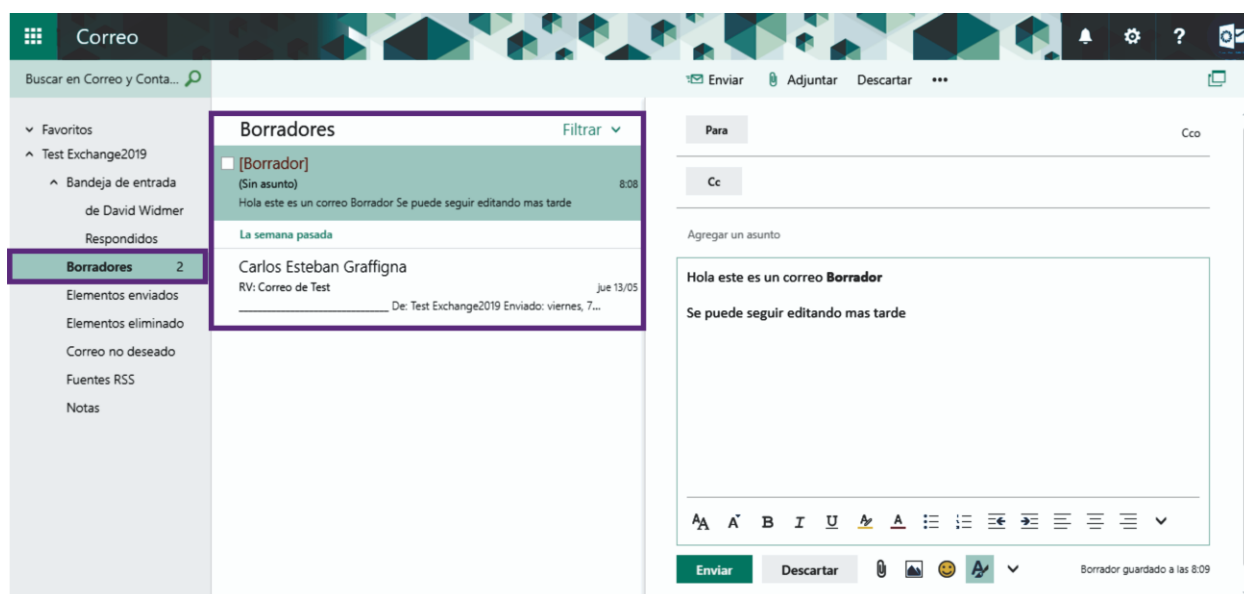 Correo
?
Buscar en Correo y Conta...
Enviar Adjuntar Descartar •••
Favoritos
Test Exchange2019
Bandeja de entrada
de David Widmer
Respondidos
Borradores 2
Elementos enviados
Elementos eliminado
Correo no deseado
Fuentes RSS
Notas
Borradores Filtrar
[Borrador]
(Sin asunto) 8:08
Hola este es un correo Borrador Se puede seguir editando mas tarde
La semana pasada
Carlos Esteban Graffigna
RV: Correo de Test jue 13/05
________________________________ De: Test Exchange2019 Enviado: viernes, 7...
Para Cco
Cc
Agregar un asunto
Hola este es un correo Borrador
Se puede seguir editando mas tarde
AA A B I U A A
Enviar Descartar Borrador guardado a las 8:09